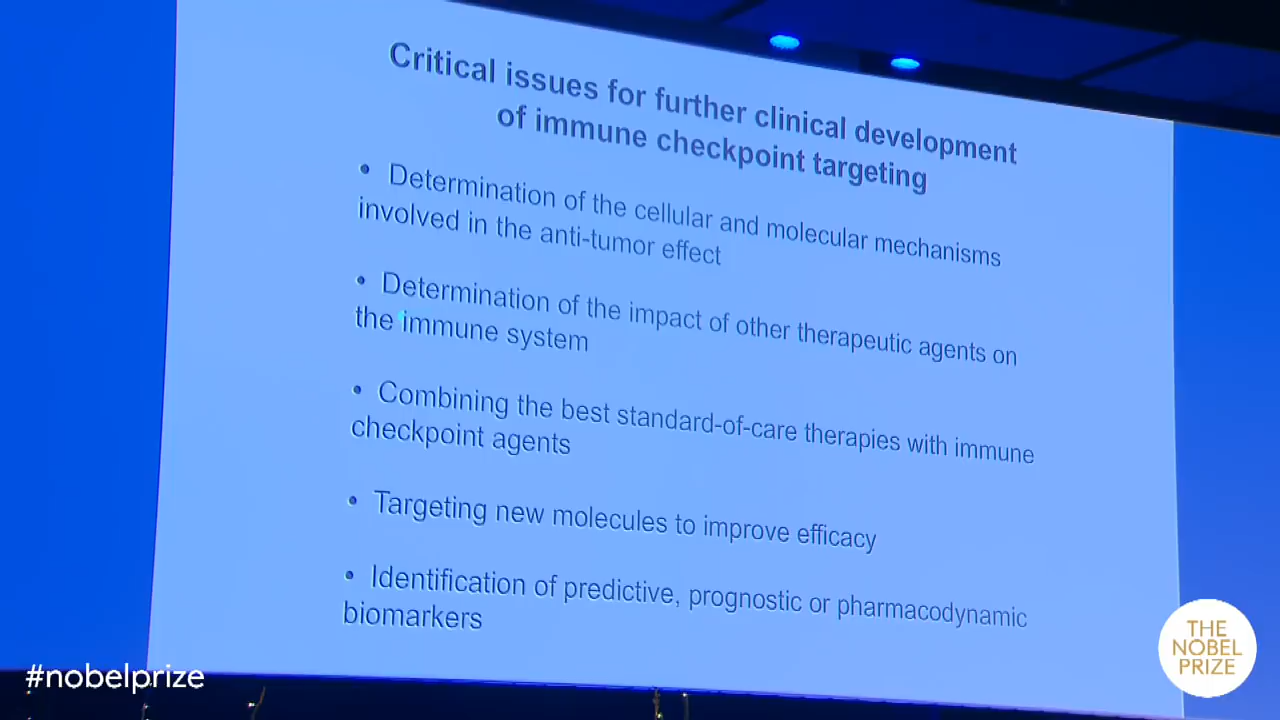 Critical issues for further clinical development
of immune checkpoint targeting
• Determination of the cellular and molecular mechanisms
involved in the anti-tumor effect
• Determination of the impact of other therapeutic agents on
the immune system
• Combining the best standard-of-care therapies with immune
checkpoint agents
• Targeting new molecules to improve efficacy
• Identification of predictive, prognostic or pharmacodynamic
biomarkers
#nobelprize
THE
NOBEL
PRIZE